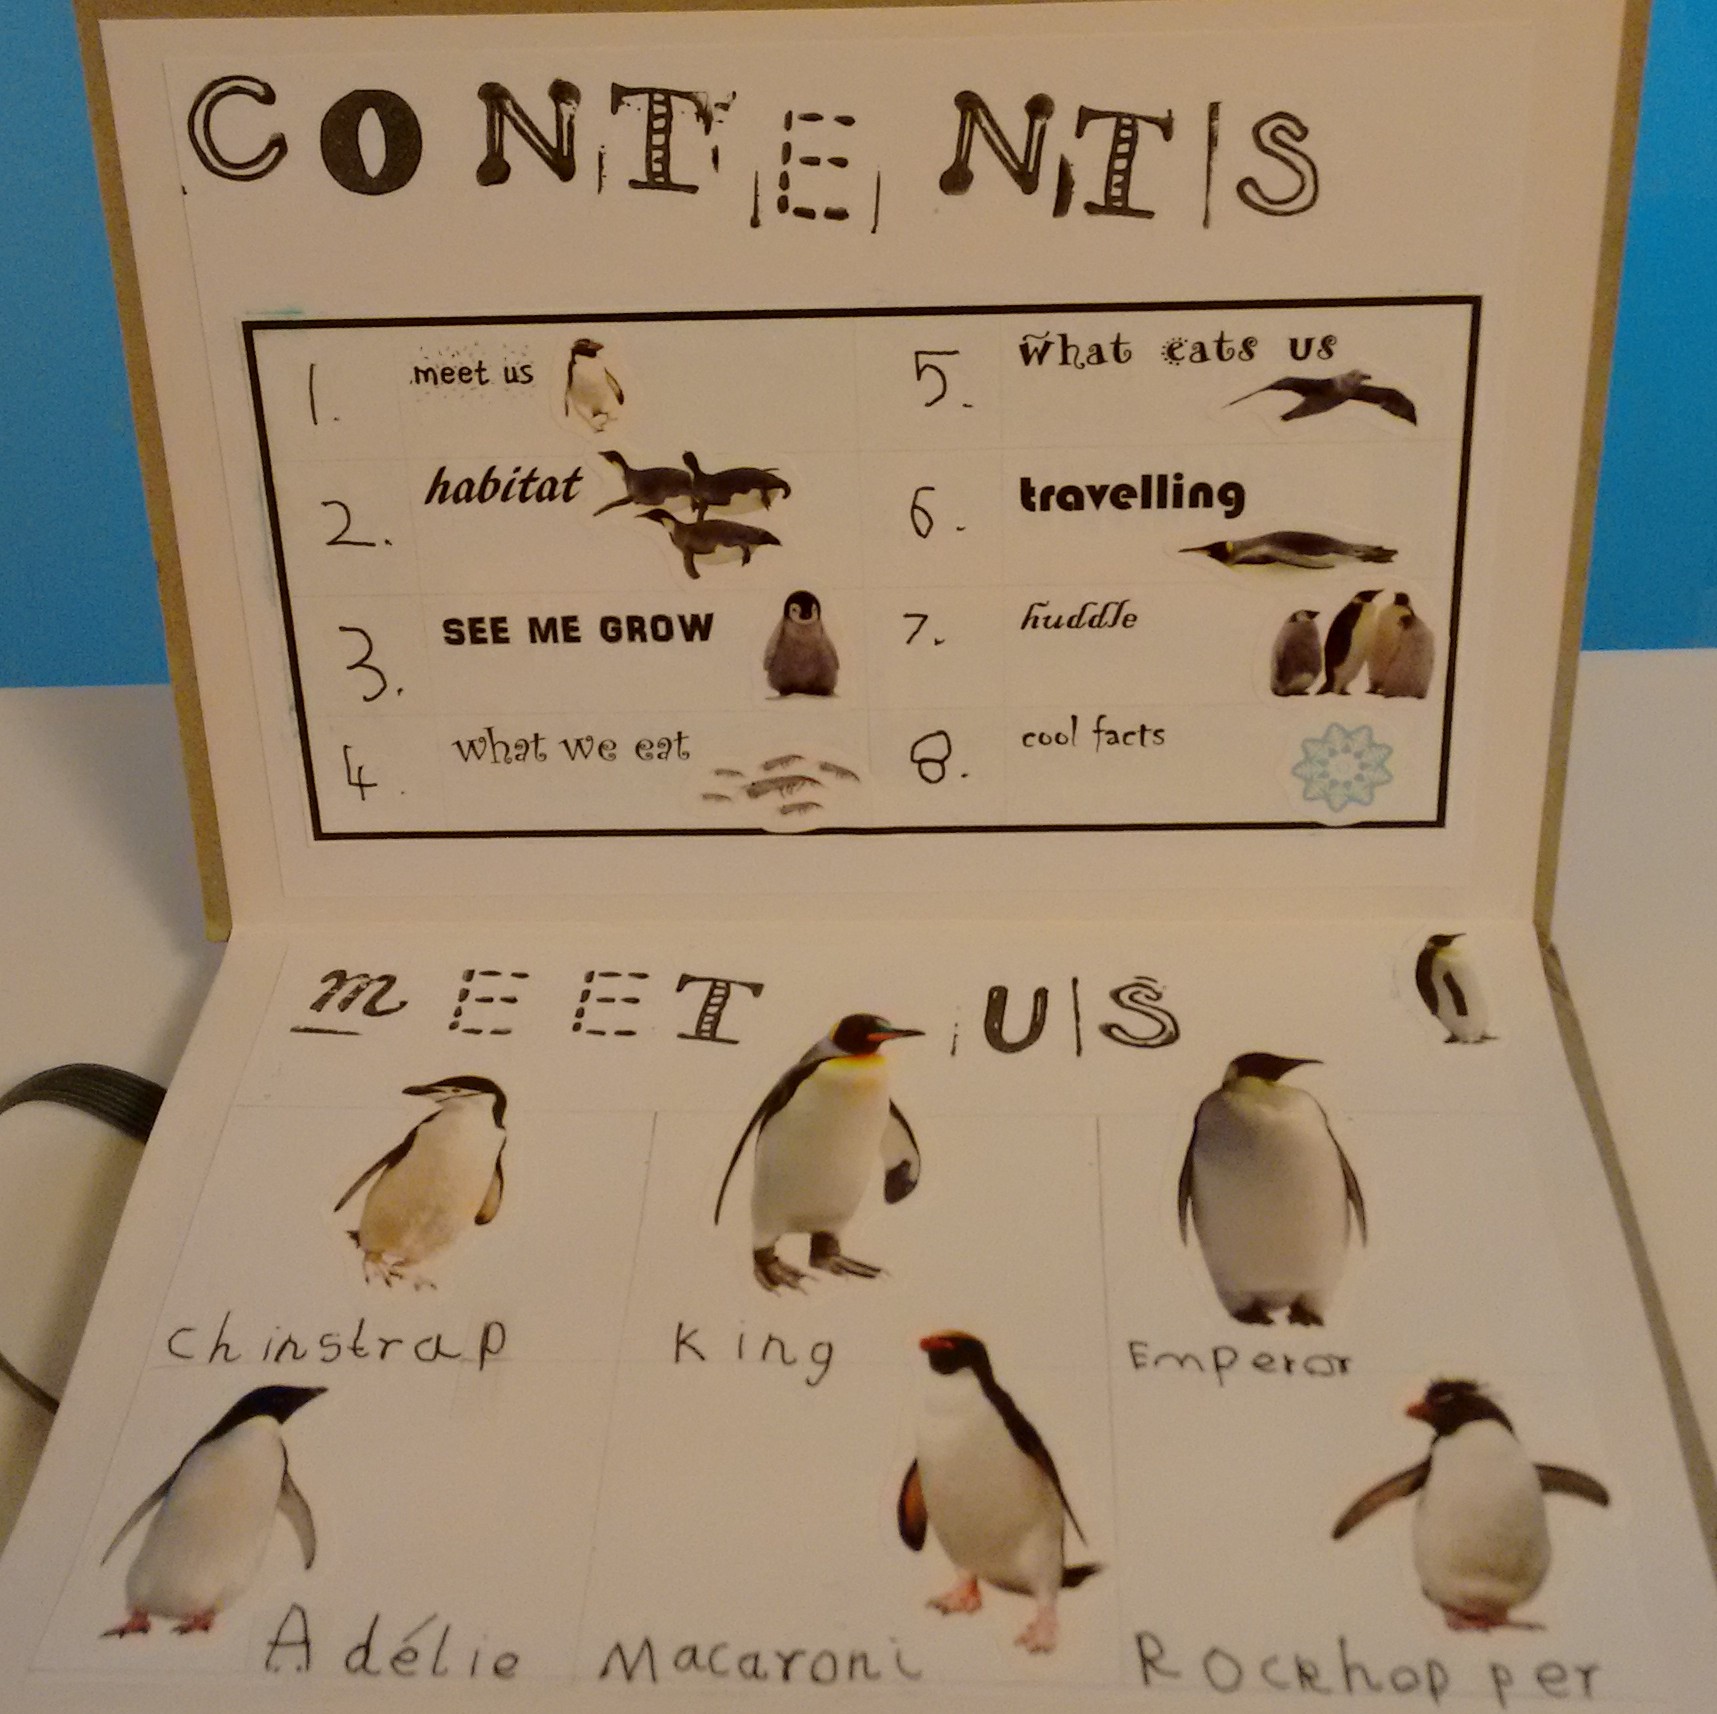 CONTENTS
1. meet us
2. habitat
3. SEE ME GROW
4. what we eat
5. what eats us
6. travelling
7. huddle
8. cool facts
mEET US
chinstrap King Emperor
Adélie Macaroni Rockhopper